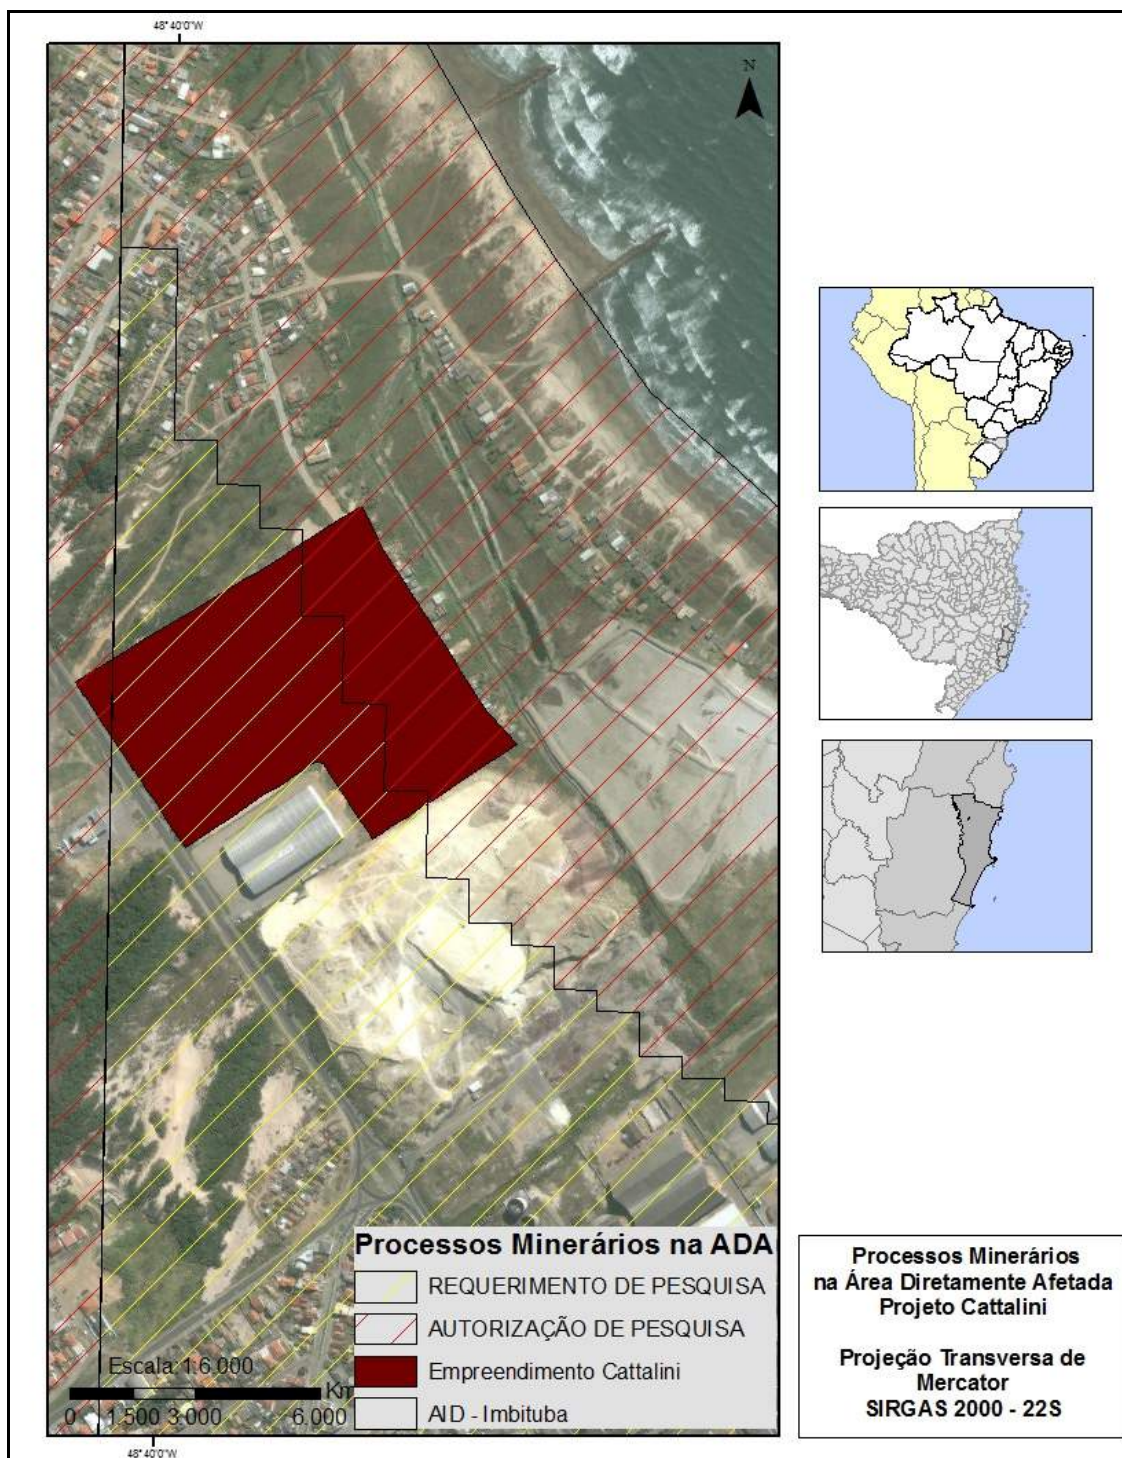 48°40'0"W
N
Processos Minerários na ADA
REQUERIMENTO DE PESQUISA
AUTORIZAÇÃO DE PESQUISA
Empreendimento Cattalini
AID - Imbituba
Escala 1:6.000
Km
0 1.500 3.000 6.000
48°40'0"W
Processos Minerários
na Área Diretamente Afetada
Projeto Cattalini
Projeção Transversa de
Mercator
SIRGAS 2000 - 22S